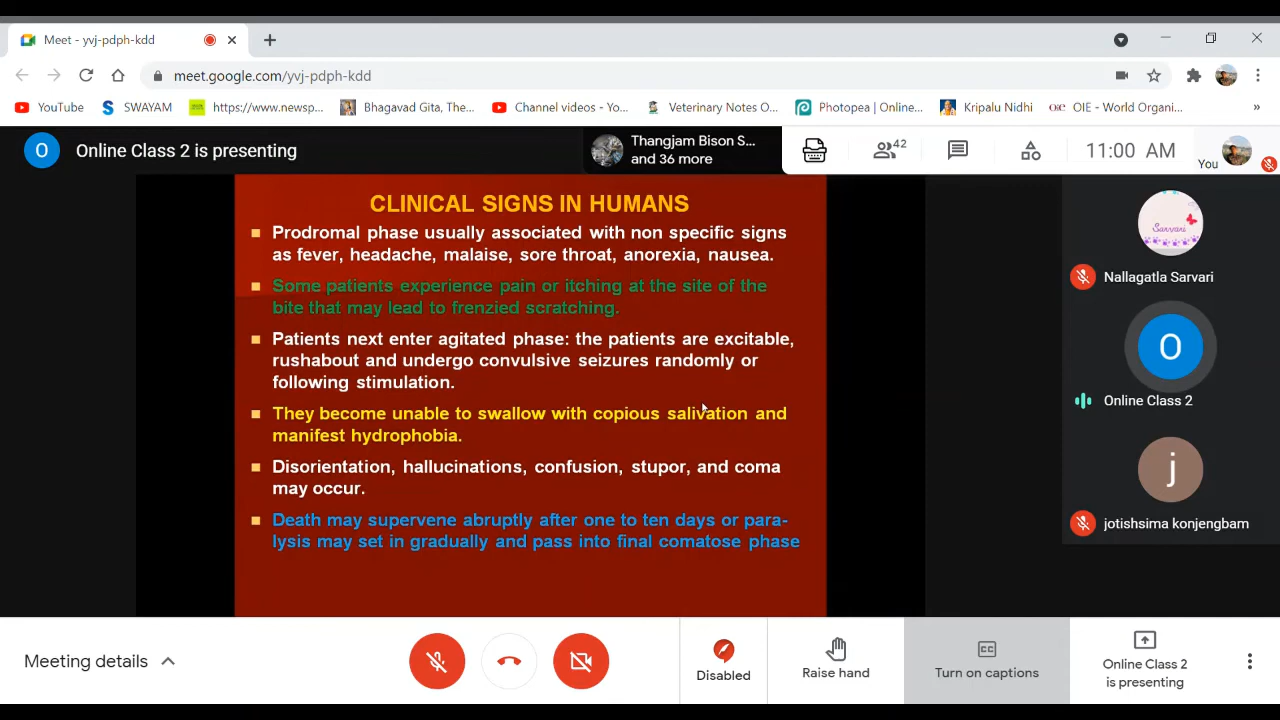 Meet - yvj-pdph-kdd
meet.google.com/yvj-pdph-kdd
YouTube
SWAYAM
https://www.newsp...
Bhagavad Gita, The...
Channel videos - Yo...
Veterinary Notes O...
Photopea | Online...
Kripalu Nidhi
OIE - World Organi...
»
O
Online Class 2 is presenting
Thangjam Bison S...
and 36 more
42
11:00 AM
You
CLINICAL SIGNS IN HUMANS
Prodromal phase usually associated with non specific signs
as fever, headache, malaise, sore throat, anorexia, nausea.
Some patients experience pain or itching at the site of the
bite that may lead to frenzied scratching.
Patients next enter agitated phase: the patients are excitable,
rushabout and undergo convulsive seizures randomly or
following stimulation.
They become unable to swallow with copious salivation and
manifest hydrophobia.
Disorientation, hallucinations, confusion, stupor, and coma
may occur.
Death may supervene abruptly after one to ten days or para-
lysis may set in gradually and pass into final comatose phase
Sarvari
Nallagatla Sarvari
O
Online Class 2
j
jotishsima konjengbam
Meeting details
Disabled
Raise hand
CC
Turn on captions
Online Class 2
is presenting